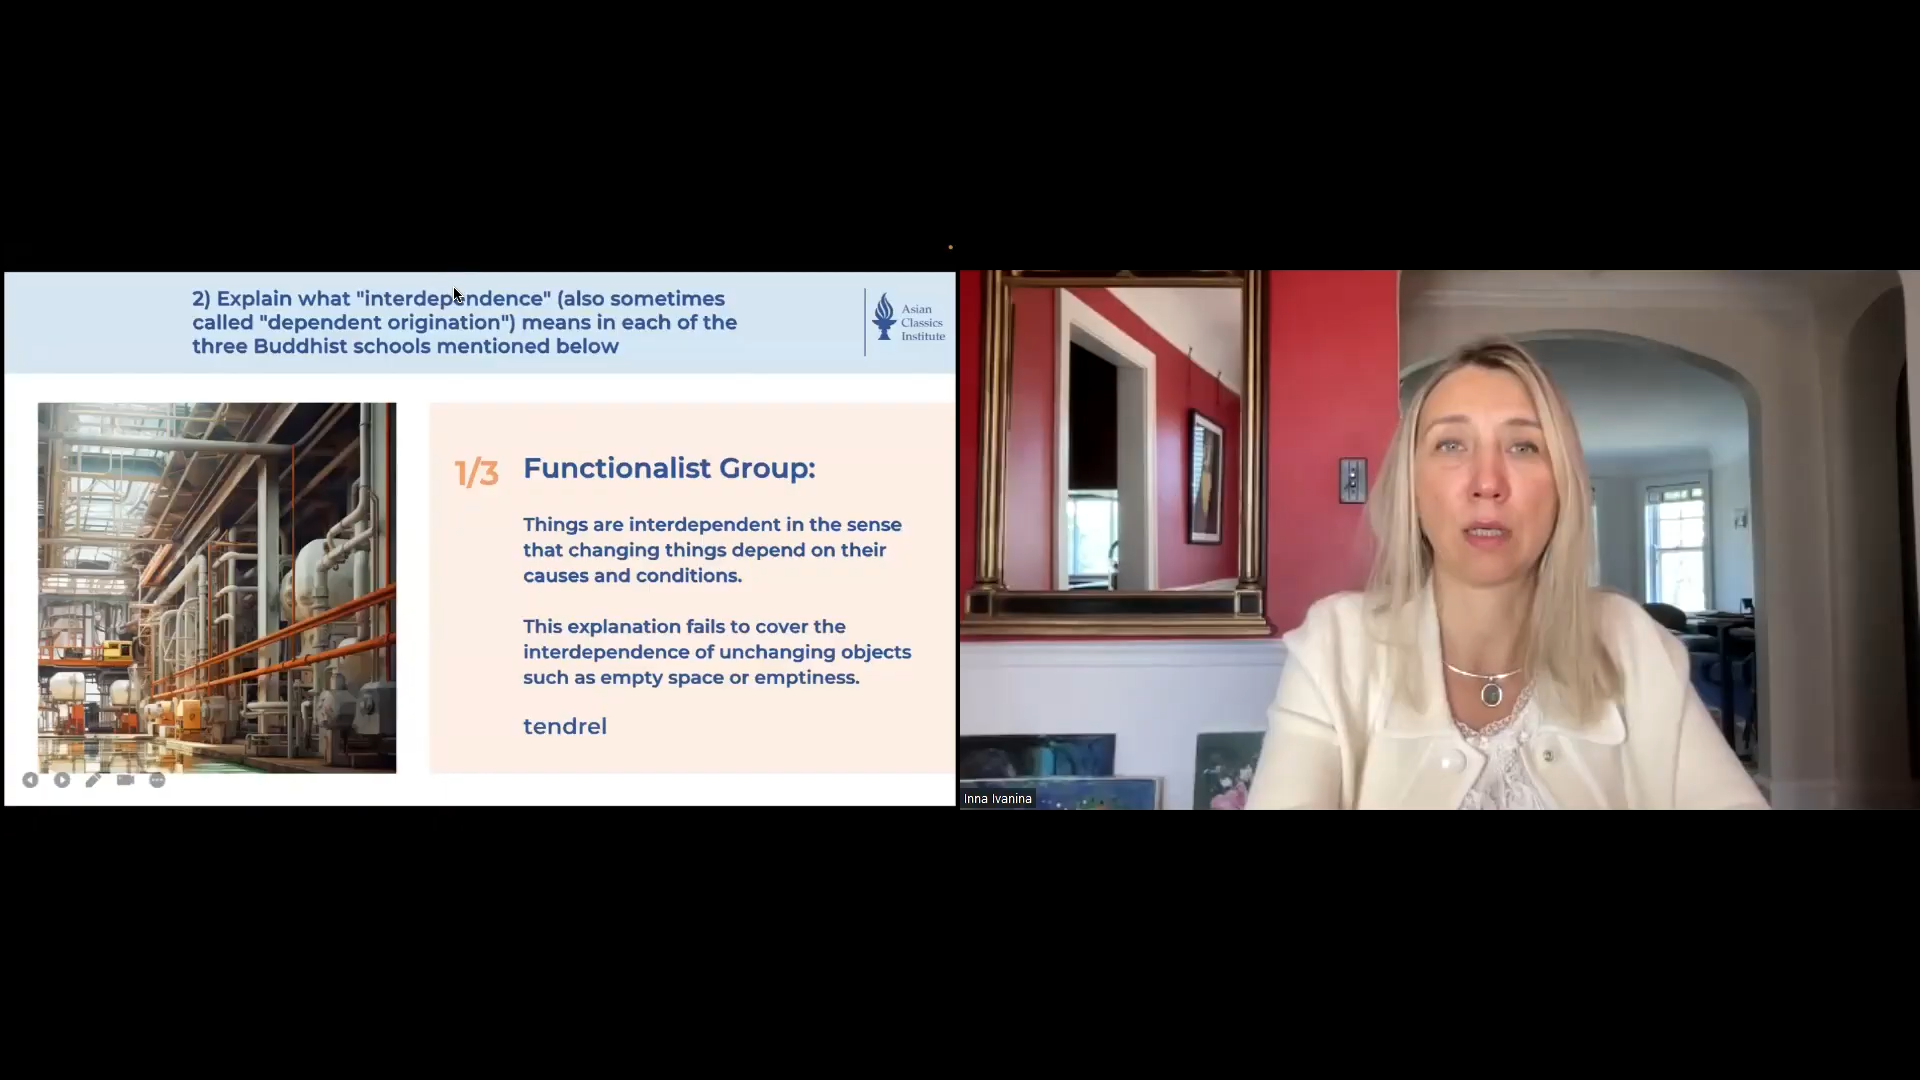 2) Explain what "interdependence" (also sometimes
called "dependent origination") means in each of the
three Buddhist schools mentioned below
Asian
Classics
Institute
1/3 Functionalist Group:
Things are interdependent in the sense
that changing things depend on their
causes and conditions.
This explanation fails to cover the
interdependence of unchanging objects
such as empty space or emptiness.
tendrel
Inna Ivanina